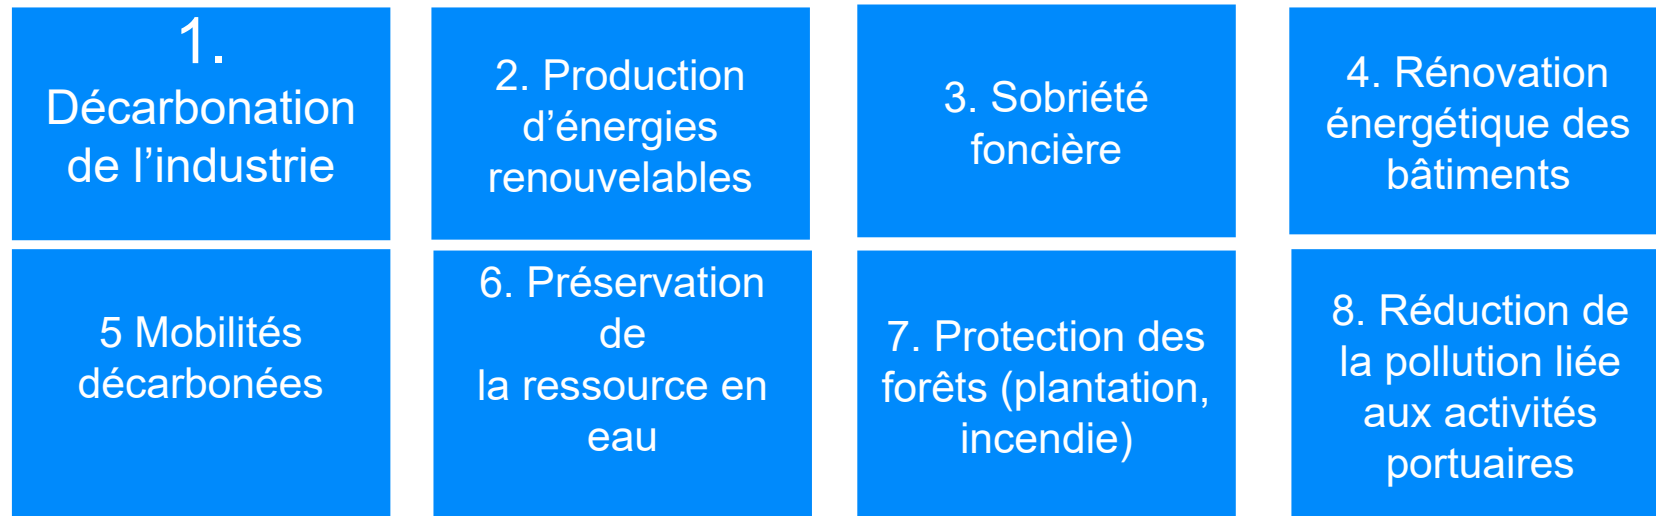 1.
Décarbonation
de l’industrie
2. Production
d’énergies
renouvelables
3. Sobriété
foncière
4. Rénovation
énergétique des
bâtiments
5 Mobilités
décarbonées
6. Préservation
de
la ressource en
eau
7. Protection des
forêts (plantation,
incendie)
8. Réduction de
la pollution liée
aux activités
portuaires